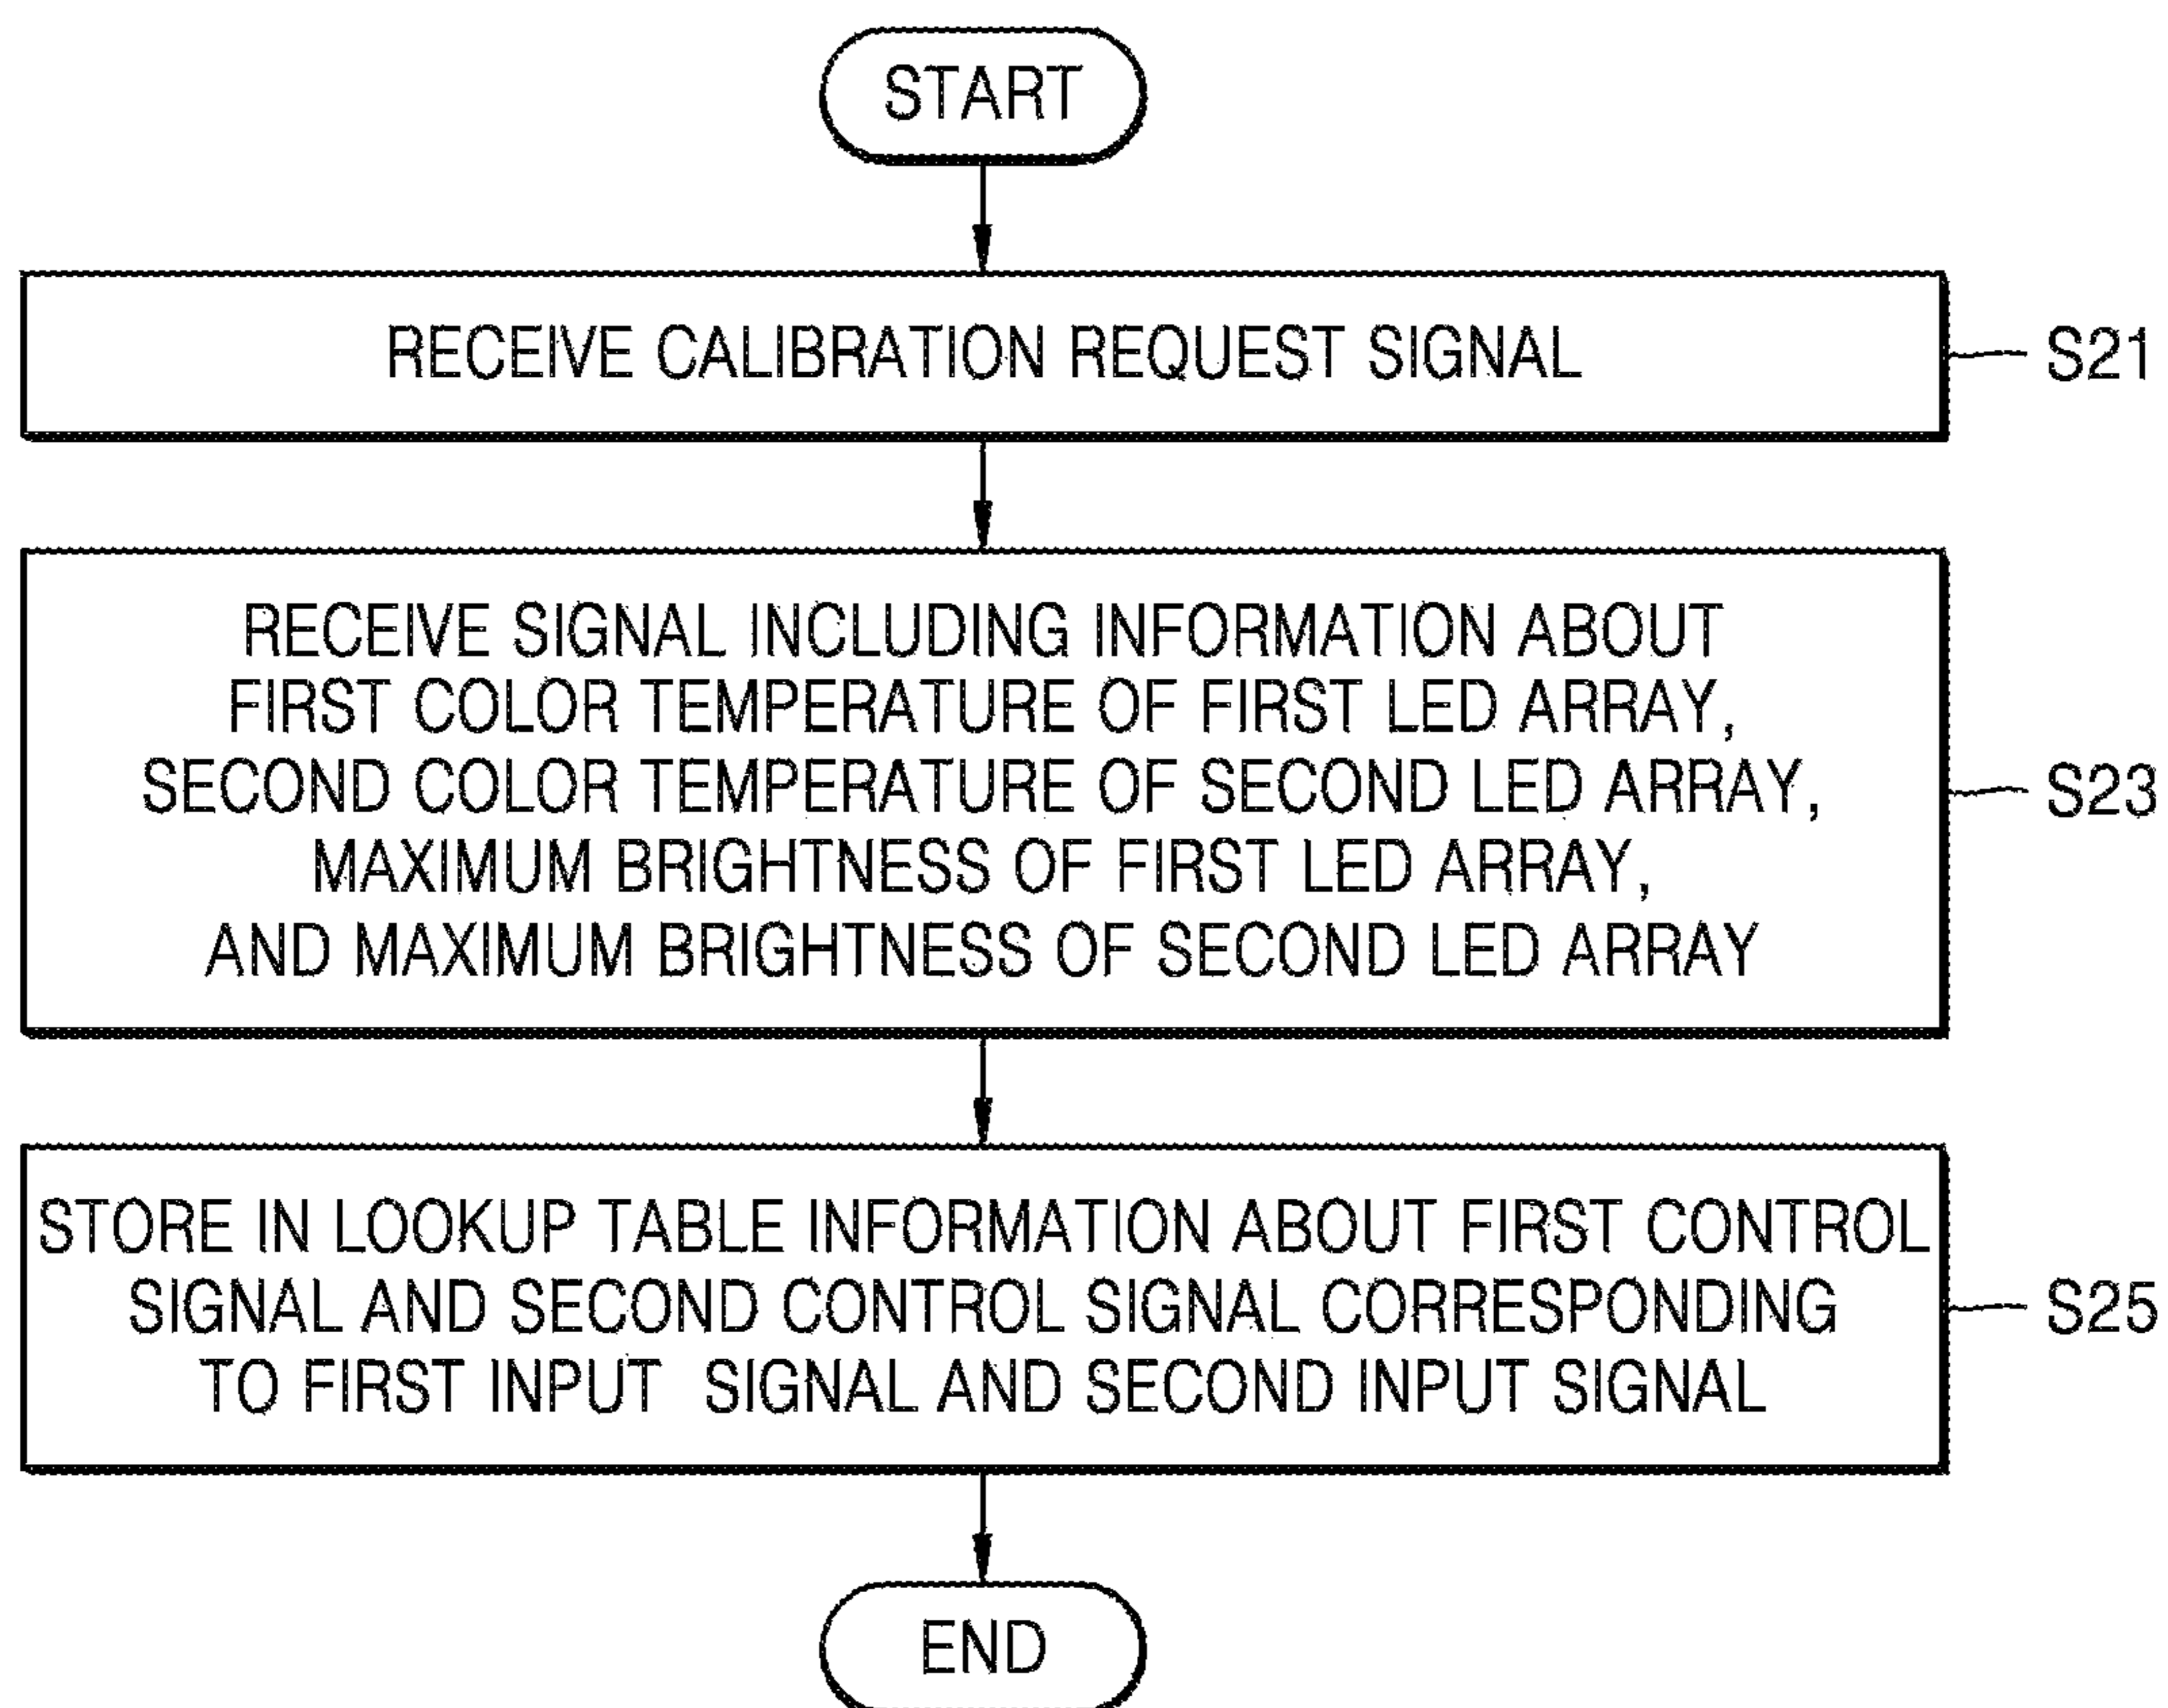 START
RECEIVE CALIBRATION REQUEST SIGNAL
S21
RECEIVE SIGNAL INCLUDING INFORMATION ABOUT
FIRST COLOR TEMPERATURE OF FIRST LED ARRAY,
SECOND COLOR TEMPERATURE OF SECOND LED ARRAY,
MAXIMUM BRIGHTNESS OF FIRST LED ARRAY,
AND MAXIMUM BRIGHTNESS OF SECOND LED ARRAY
S23
STORE IN LOOKUP TABLE INFORMATION ABOUT FIRST CONTROL
SIGNAL AND SECOND CONTROL SIGNAL CORRESPONDING
TO FIRST INPUT SIGNAL AND SECOND INPUT SIGNAL
S25
END